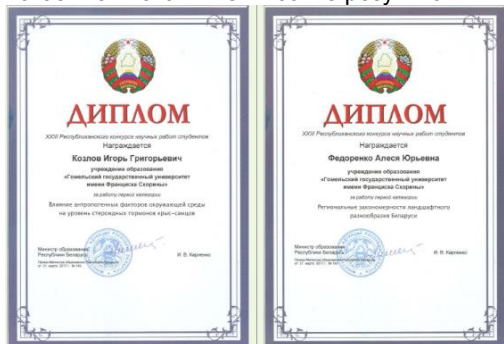 ДИПЛОМ
XXIII Республиканского конкурса научных работ студентов
Награждается
Козлов Игорь Григорьевич
учреждение образования
«Гомельский государственный университет
имени Франциска Скорины»
за работу первой категории
Влияние антропогенных факторов окружающей среды
на уровень стероидных гормонов крыс-самцов
Министр образования
Республики Беларусь
И. В. Карпенко
ДИПЛОМ
XXIII Республиканского конкурса научных работ студентов
Награждается
Федоренко Алеся Юрьевна
учреждение образования
«Гомельский государственный университет
имени Франциска Скорины»
за работу первой категории
Региональные закономерности ландшафтного
разнообразия Беларуси
Министр образования
Республики Беларусь
И. В. Карпенко